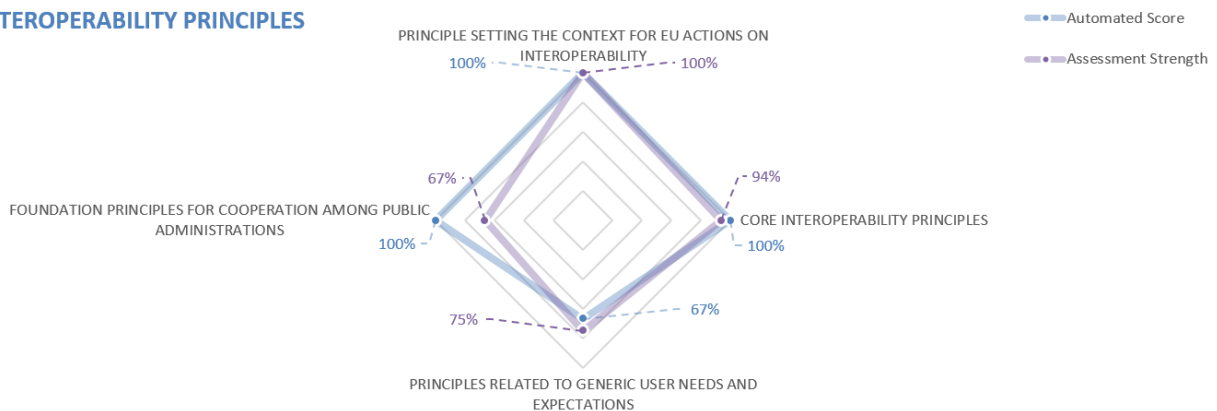 TEROPERABILITY PRINCIPLES
Automated Score
Assessment Strength
PRINCIPLE SETTING THE CONTEXT FOR EU ACTIONS ON
INTEROPERABILITY
100%
100%
67%
94%
FOUNDATION PRINCIPLES FOR COOPERATION AMONG PUBLIC
ADMINISTRATIONS
CORE INTEROPERABILITY PRINCIPLES
100%
100%
75%
67%
PRINCIPLES RELATED TO GENERIC USER NEEDS AND
EXPECTATIONS